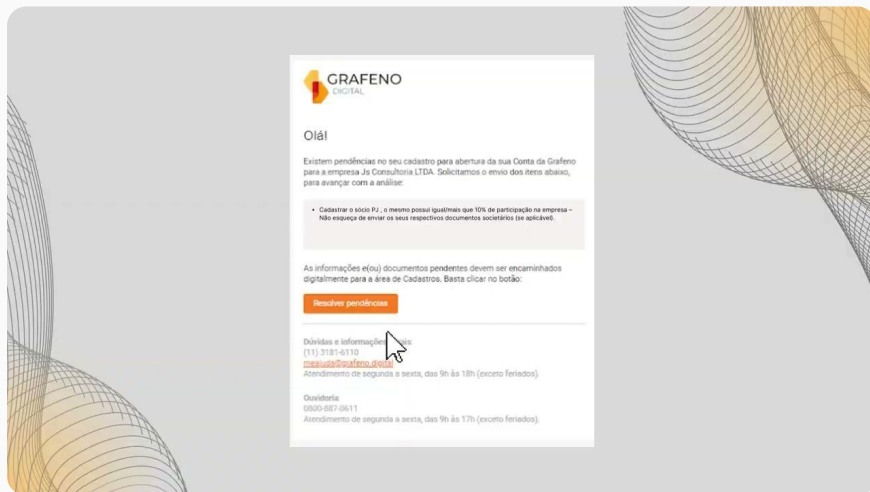 GRAFENO
DIGITAL
Olá!
Existem pendências no seu cadastro para abertura da sua Conta da Grafeno
para a empresa Js Consultoria LTDA. Solicitamos o envio dos itens abaixo,
para avançar com a análise:
• Cadastrar o sócio PJ , o mesmo possui igual/mais que 10% de participação na empresa –
Não esqueça de enviar os seus respectivos documentos societários (se aplicável).
As informações e(ou) documentos pendentes devem ser encaminhados
digitalmente para a área de Cadastros. Basta clicar no botão:
Resolver pendências
Dúvidas e informações
(11) 3181-6110
meajuda@grafeno.digital
Atendimento de segunda a sexta, das 9h às 18h (exceto feriados).
Ouvidoria:
0800-887-0611
Atendimento de segunda a sexta, das 9h às 17h (exceto feriados).